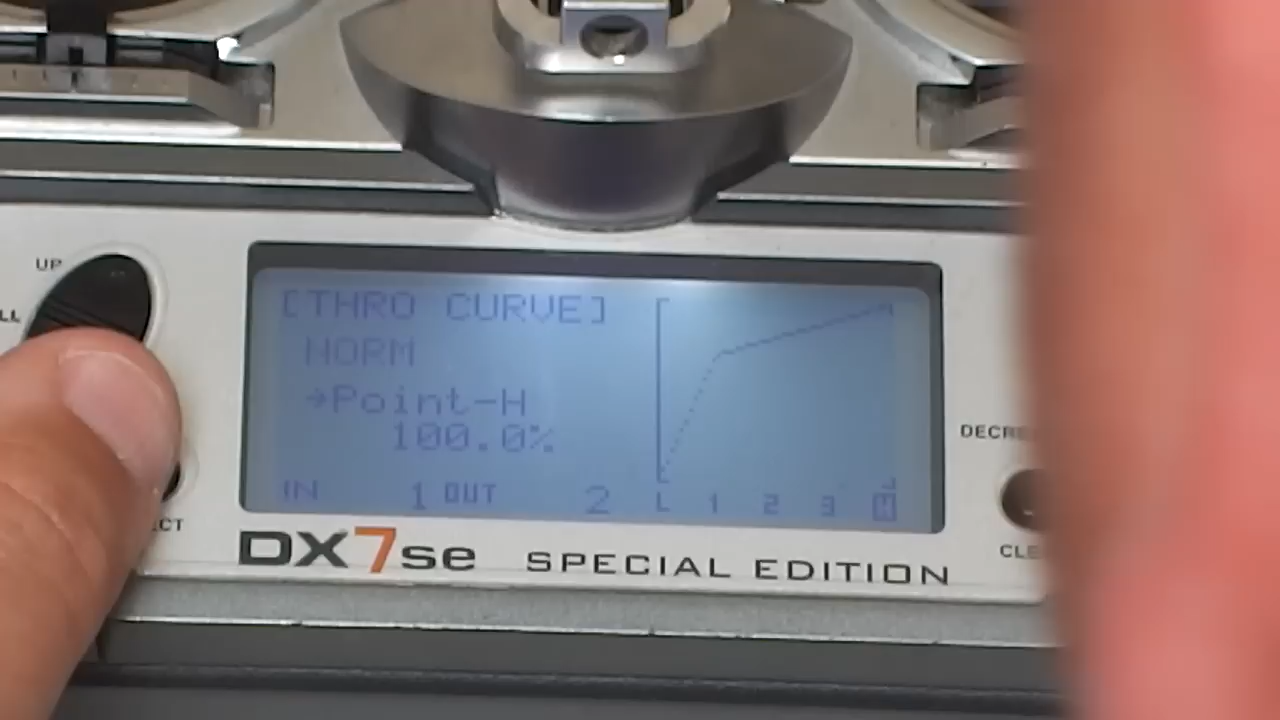 UP
LL
[THRO CURVE]
NORM
→Point-H
100.0%
IN 1 OUT 2
L 1 2 3 H
DECRE
CLE
ECT
DX7se SPECIAL EDITION